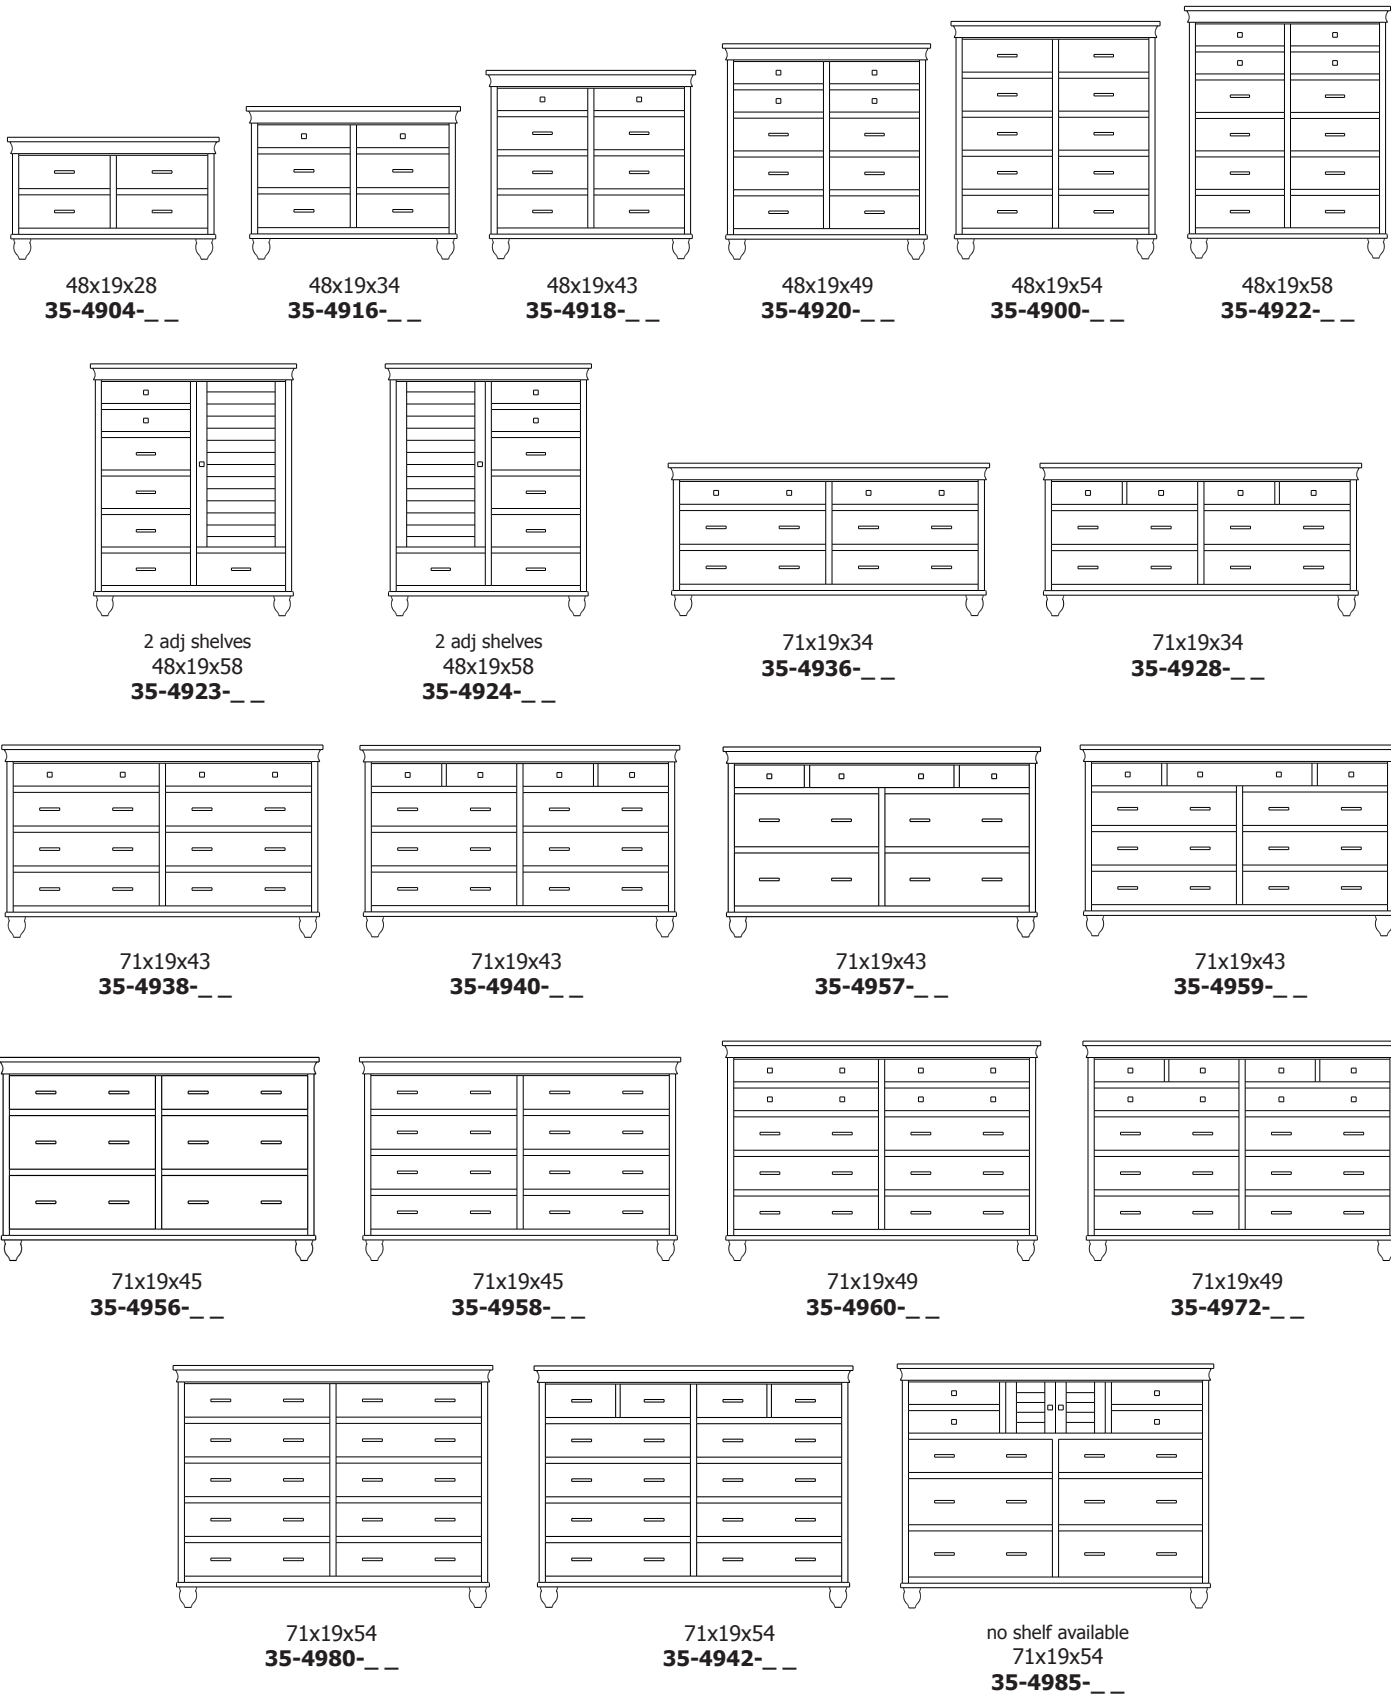 48x19x28
35-4904-_ _
48x19x34
35-4916-_ _
48x19x43
35-4918-_ _
48x19x49
35-4920-_ _
48x19x54
35-4900-_ _
48x19x58
35-4922-_ _
2 adj shelves
48x19x58
35-4923-_ _
2 adj shelves
48x19x58
35-4924-_ _
71x19x34
35-4936-_ _
71x19x34
35-4928-_ _
71x19x43
35-4938-_ _
71x19x43
35-4940-_ _
71x19x43
35-4957-_ _
71x19x43
35-4959-_ _
71x19x45
35-4956-_ _
71x19x45
35-4958-_ _
71x19x49
35-4960-_ _
71x19x49
35-4972-_ _
71x19x54
35-4980-_ _
71x19x54
35-4942-_ _
no shelf available
71x19x54
35-4985-_ _